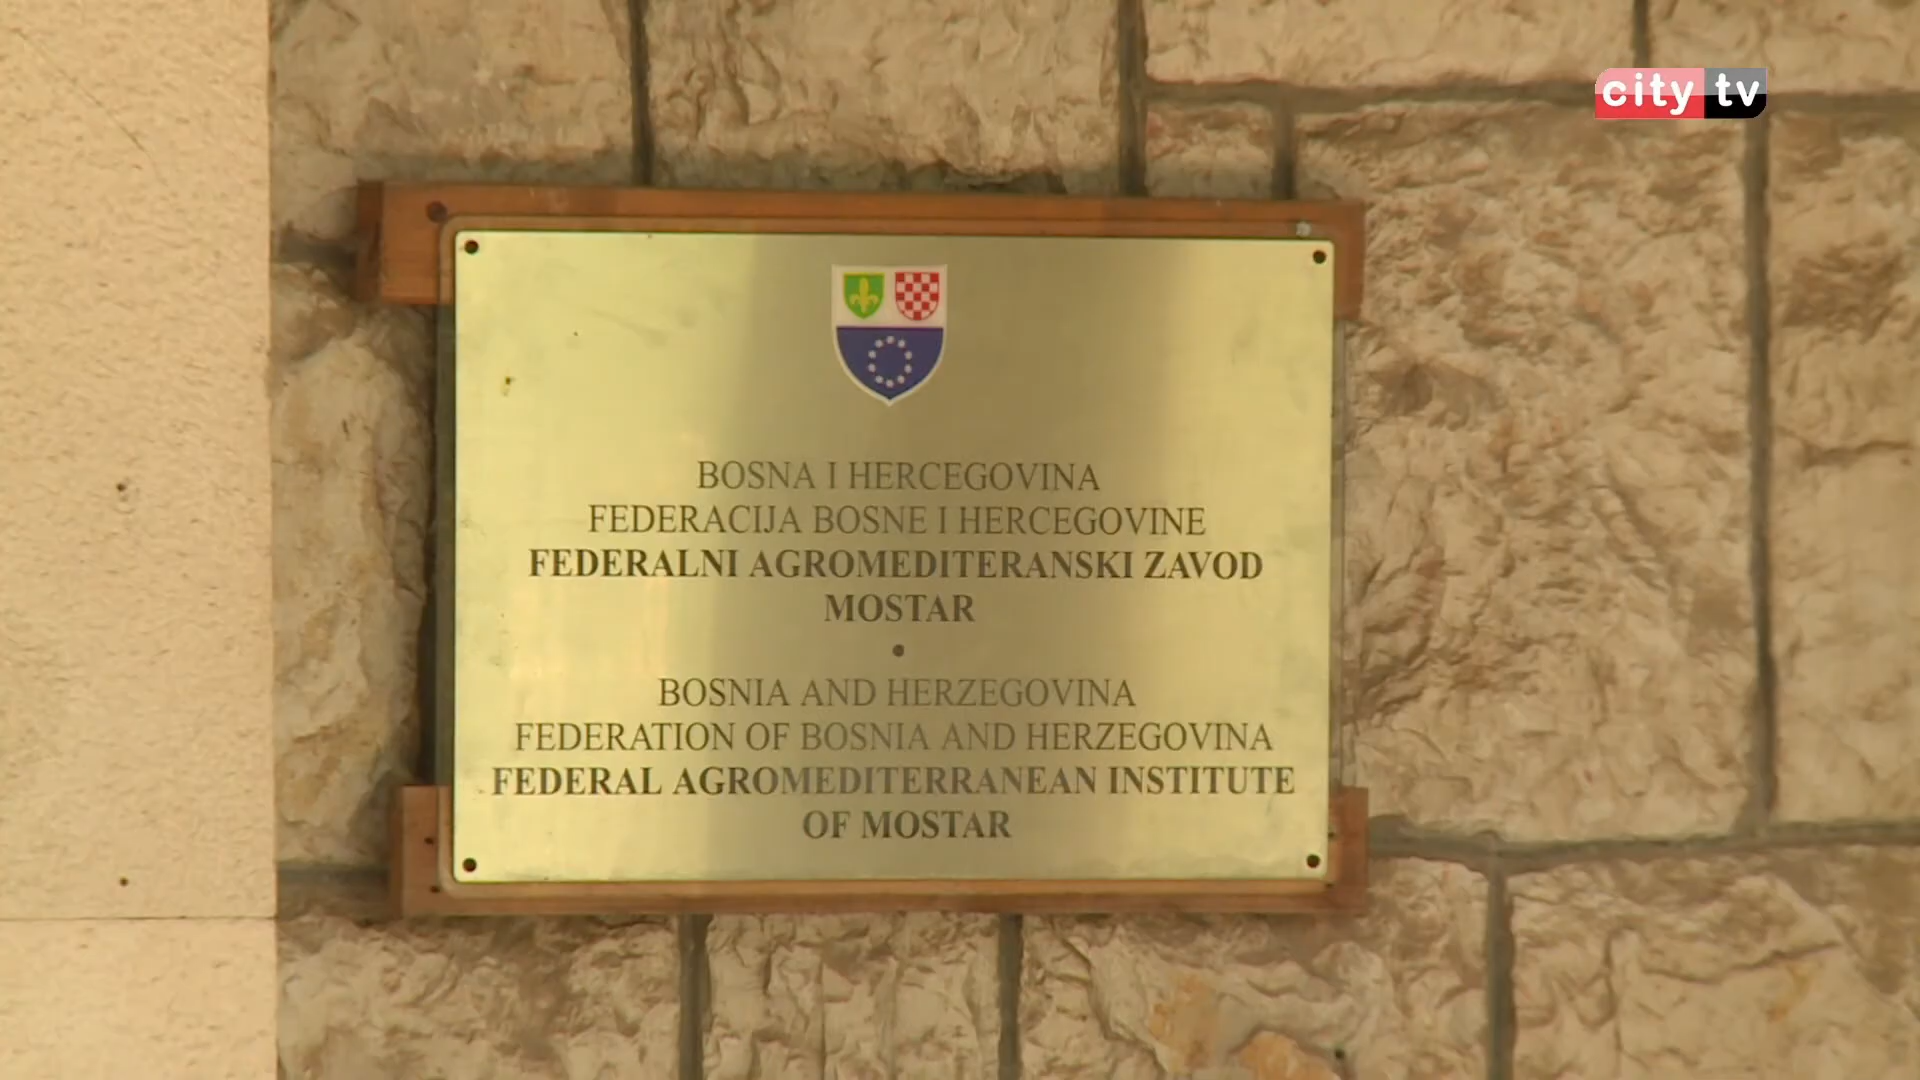 city tv
BOSNA I HERCEGOVINA
FEDERACIJA BOSNE I HERCEGOVINE
FEDERALNI AGROMEDITERANSKI ZAVOD
MOSTAR
•
BOSNIA AND HERZEGOVINA
FEDERATION OF BOSNIA AND HERZEGOVINA
FEDERAL AGROMEDITERRANEAN INSTITUTE
OF MOSTAR